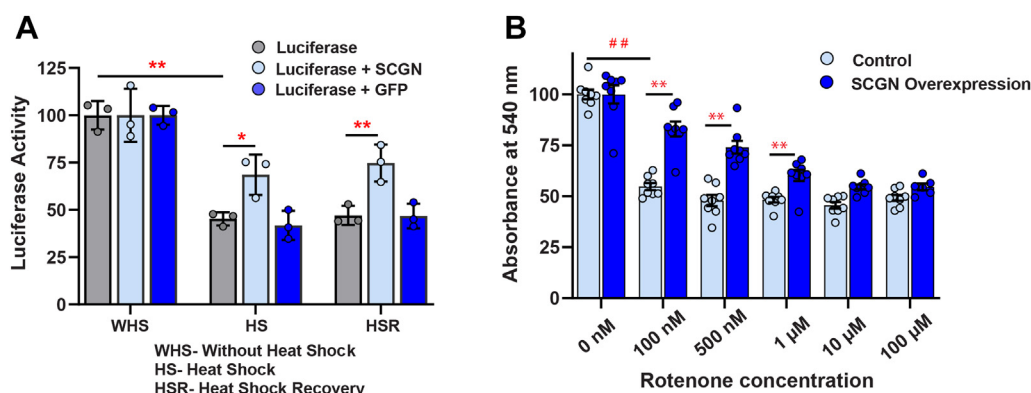 A
Luciferase
Luciferase + SCGN
Luciferase + GFP
Luciferase Activity
125
100
75
50
25
0
**
*
**
WHS
HS
HSR
WHS- Without Heat Shock
HS- Heat Shock
HSR- Heat Shock Recovery
B
Control
SCGN Overexpression
Absorbance at 540 nm
100
75
50
25
0
##
**
**
**
0 nM
100 nM
500 nM
1 µM
10 µM
100 µM
Rotenone concentration